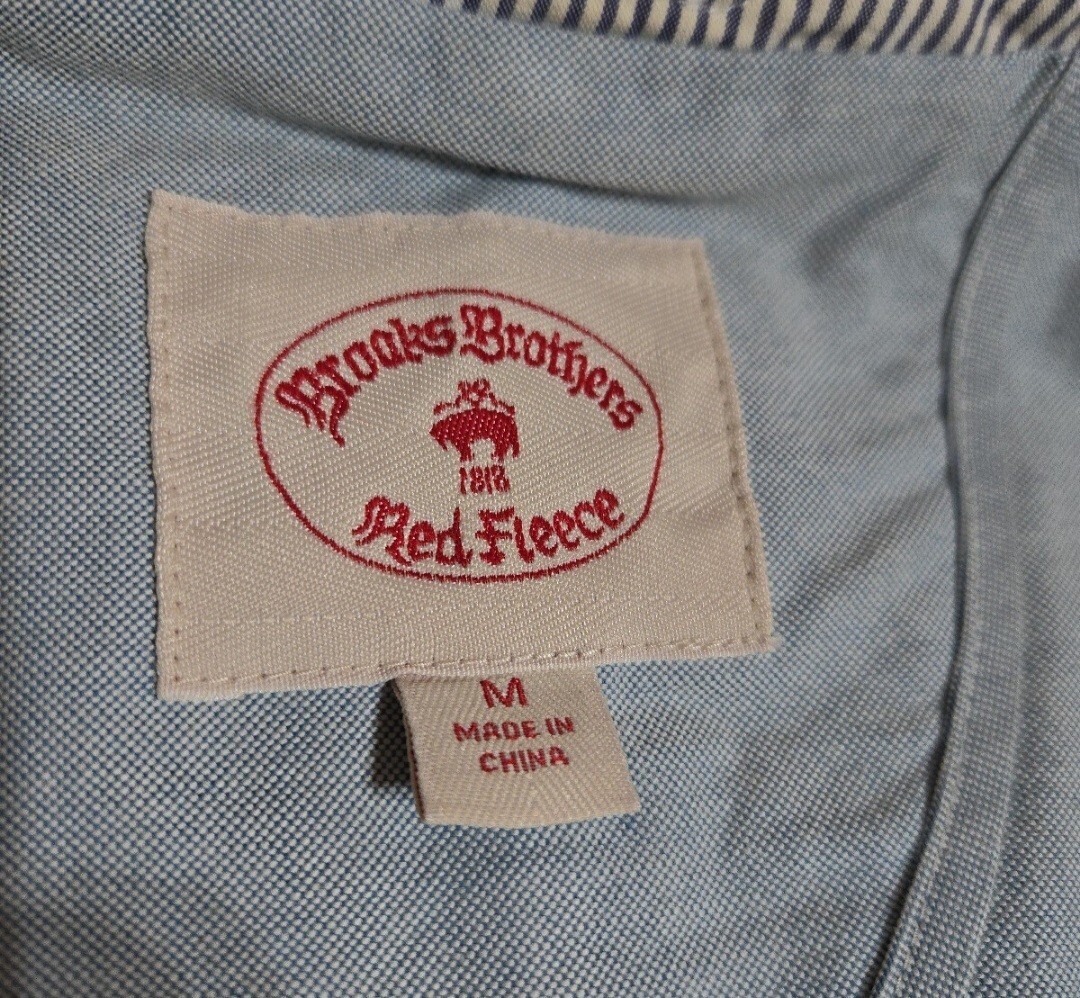 Brooks Brothers
1818
Red Fleece
M
MADE IN
CHINA